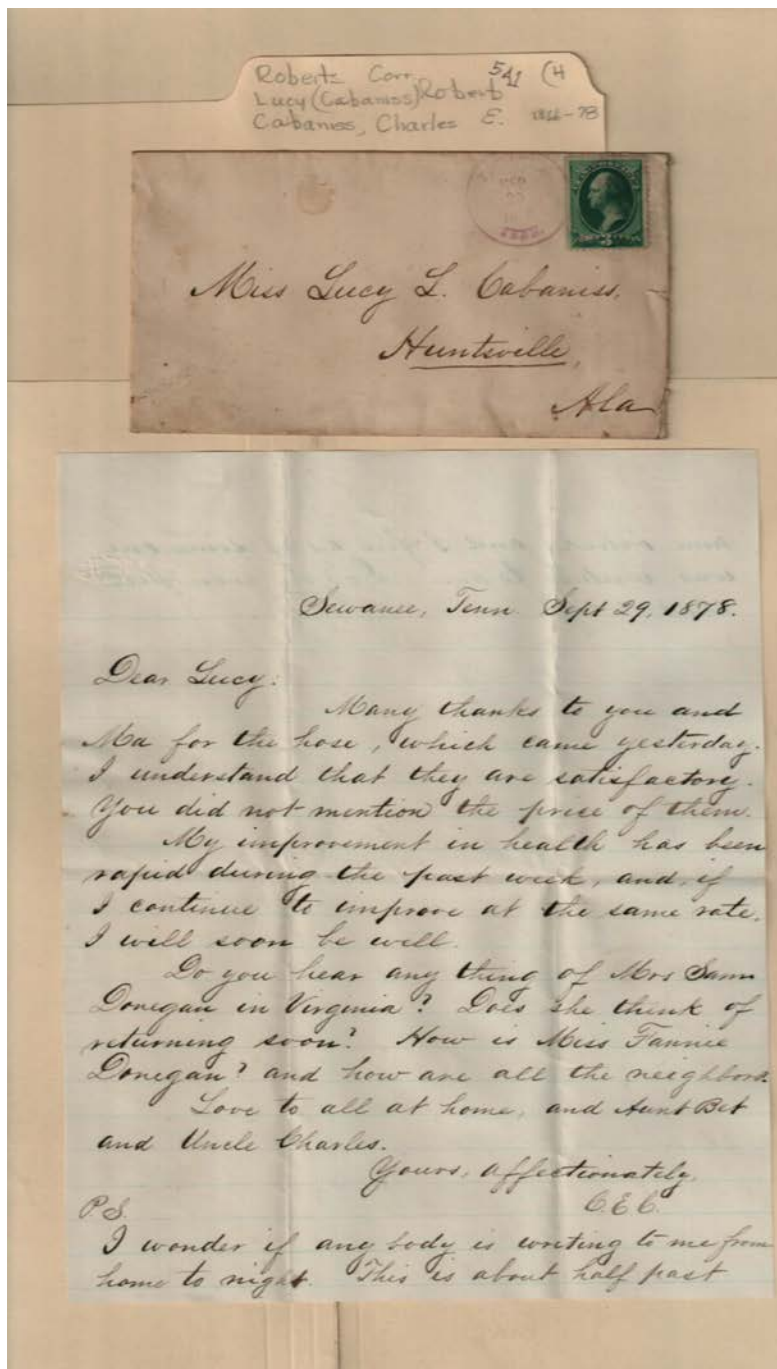 Roberts Corr. 541 (4
Lucy (Cabaniss) Roberts
Cabaniss, Charles E. -78
Miss Lucy L. Cabaniss,
Huntsville,
Ala
Sewanee, Tenn. Sept 29, 1878.
Dear Lucy:
Many thanks to you and
Ma for the hose, which came yesterday.
I understand that they are satisfactory.
You did not mention the price of them.
My improvement in health has been
rapid during the past week, and, if
I continue to improve at the same rate,
I will soon be well.
Do you hear any thing of Mrs Sam
Donegan in Virginia? Does she think of
returning soon? How is Miss Fannie
Donegan? and how are all the neighbors
Love to all at home, and Aunt Bet
and Uncle Charles.
Yours, affectionately,
C.E.C.
P.S.
I wonder if any body is writing to me from
home to night. This is about half past